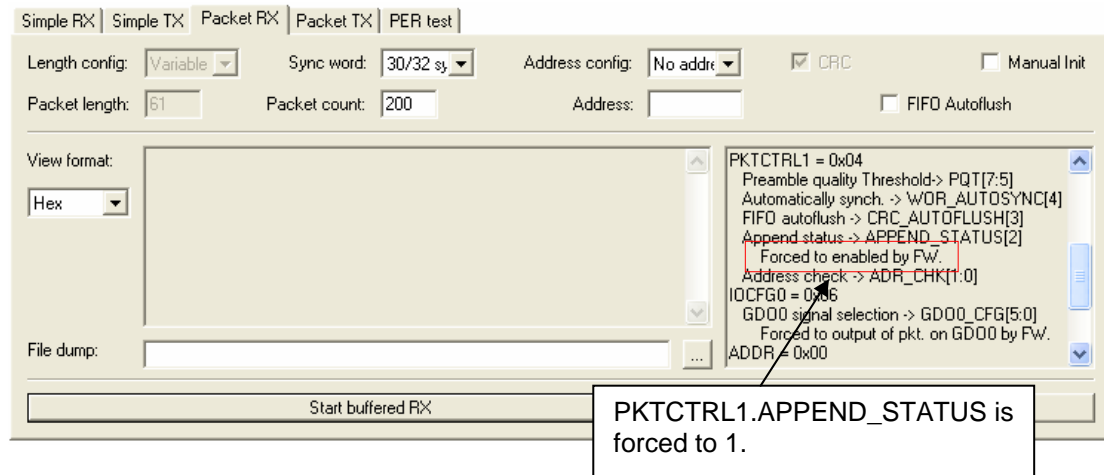 Simple RX Simple TX Packet RX Packet TX PER test
Length config: Variable Sync word: 30/32 sy Address config: No addre CRC Manual Init
Packet length: 61 Packet count: 200 Address: FIFO Autoflush
View format:
Hex
PKTCTRL1 = 0x04
Preamble quality Threshold-> PQT[7:5]
Automatically synch. -> WOR_AUTOSYNC[4]
FIFO autoflush -> CRC_AUTOFLUSH[3]
Append status -> APPEND_STATUS[2]
Forced to enabled by FW.
Address check -> ADR_CHK[1:0]
IOCFG0 = 0x06
GDO0 signal selection -> GDO0_CFG[5:0]
Forced to output of pkt. on GDO0 by FW.
ADDR = 0x00
File dump: ...
Start buffered RX
PKTCTRL1.APPEND_STATUS is
forced to 1.